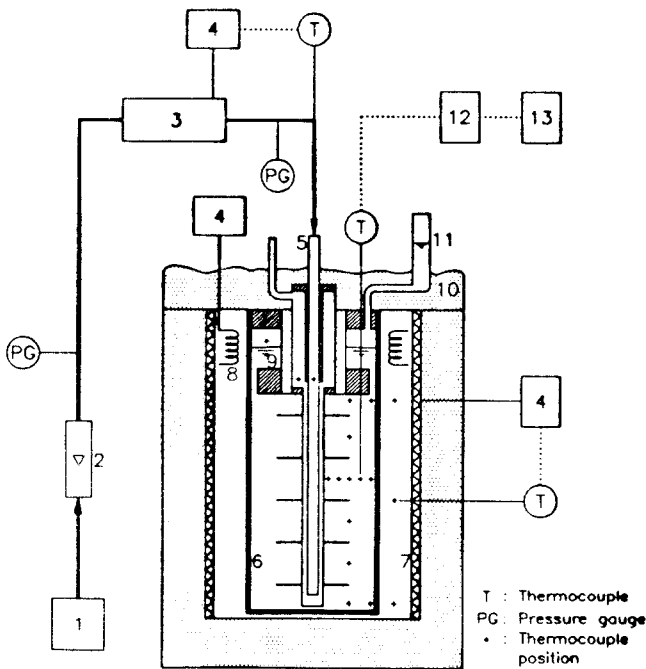 4
T
3
12
13
PG
4
T
5
11
10
PG
8
9
4
2
T
6
7
1
T : Thermocouple
PG: Pressure gauge
• : Thermocouple
position